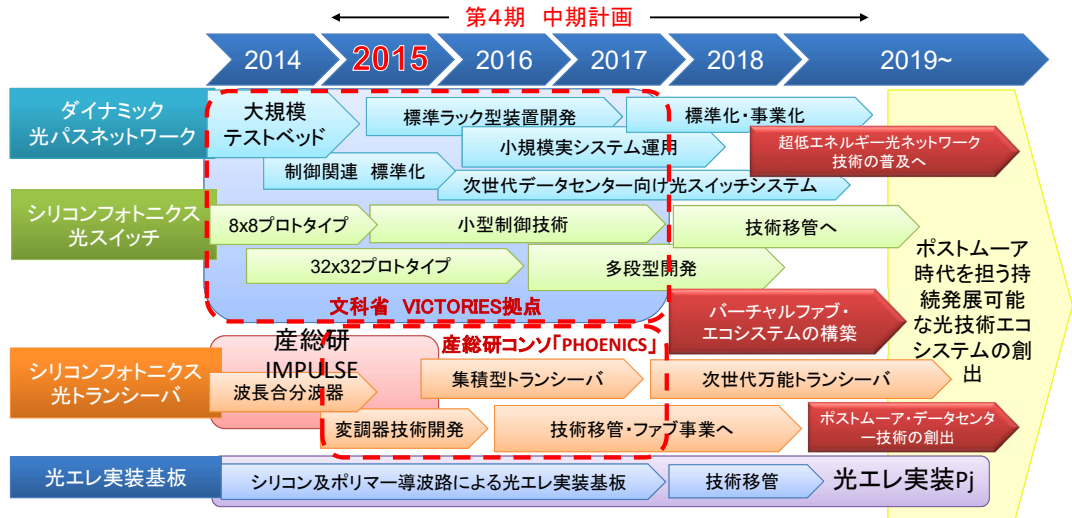 第4期 中期計画
2014
2015
2016
2017
2018
2019~
ダイナミック
光パスネットワーク
大規模
テストベッド
標準ラック型装置開発
標準化・事業化
小規模実システム運用
超低エネルギー光ネットワーク
技術の普及へ
制御関連 標準化
次世代データセンター向け光スイッチシステム
シリコンフォトニクス
光スイッチ
8x8プロトタイプ
小型制御技術
技術移管へ
32x32プロトタイプ
多段型開発
文科省 VICTORIES拠点
バーチャルファブ・
エコシステムの構築
ポストムーア
時代を担う持
続発展可能
な光技術エコ
システムの創
出
産総研
IMPULSE
産総研コンソ「PHOENICS」
シリコンフォトニクス
光トランシーバ
波長合分波器
集積型トランシーバ
次世代万能トランシーバ
変調器技術開発
技術移管・ファブ事業へ
ポストムーア・データセンタ
ー技術の創出
光エレ実装基板
シリコン及ポリマー導波路による光エレ実装基板
技術移管
光エレ実装Pj